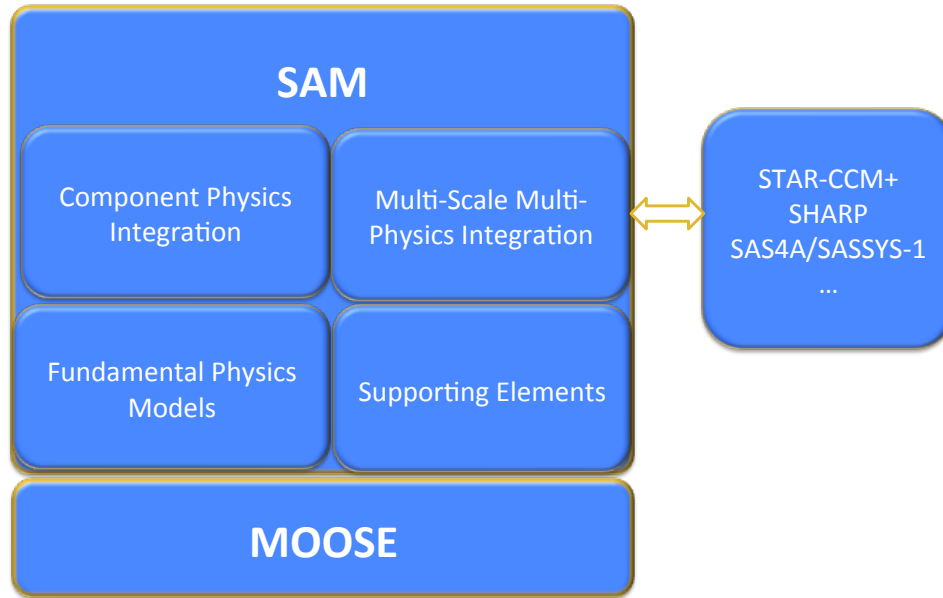 SAM
Component Physics
Integration
Multi-Scale Multi-
Physics Integration
Fundamental Physics
Models
Supporting Elements
MOOSE
STAR-CCM+
SHARP
SAS4A/SASSYS-1
…